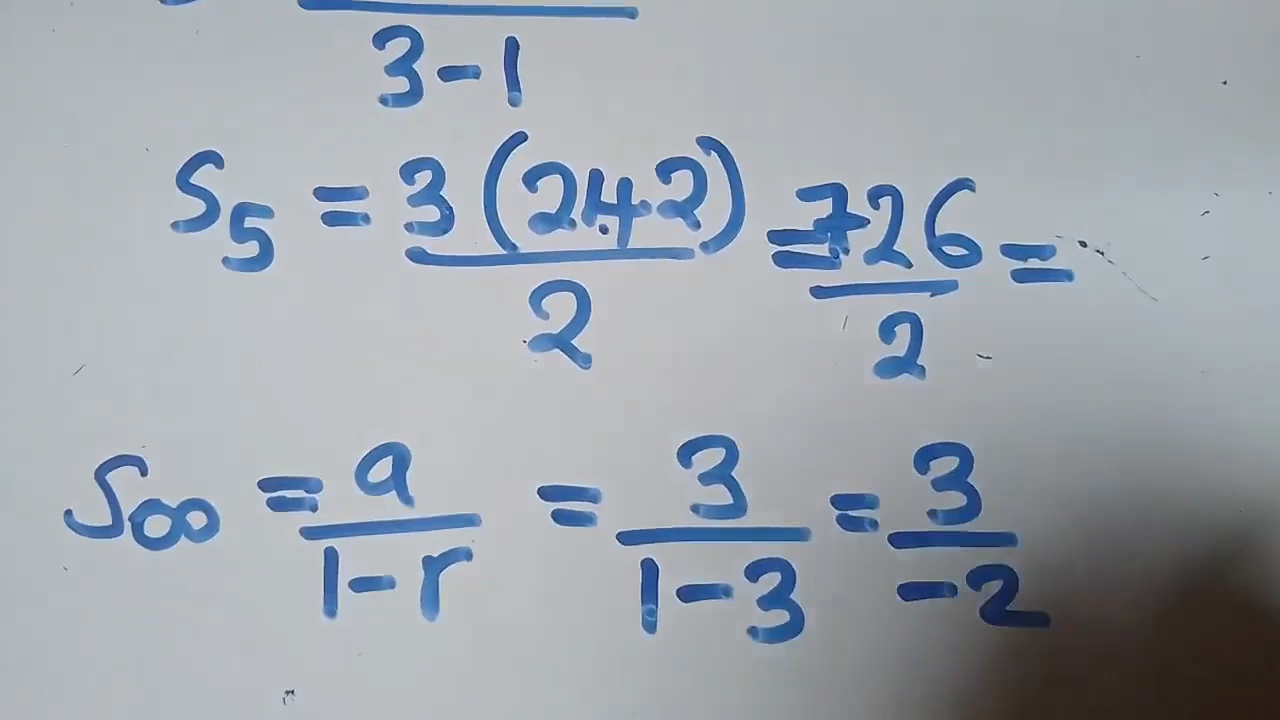 3-1
S5 = 3(242)/2 = 726/2 =
S∞ = a/1-r = 3/1-3 = 3/-2